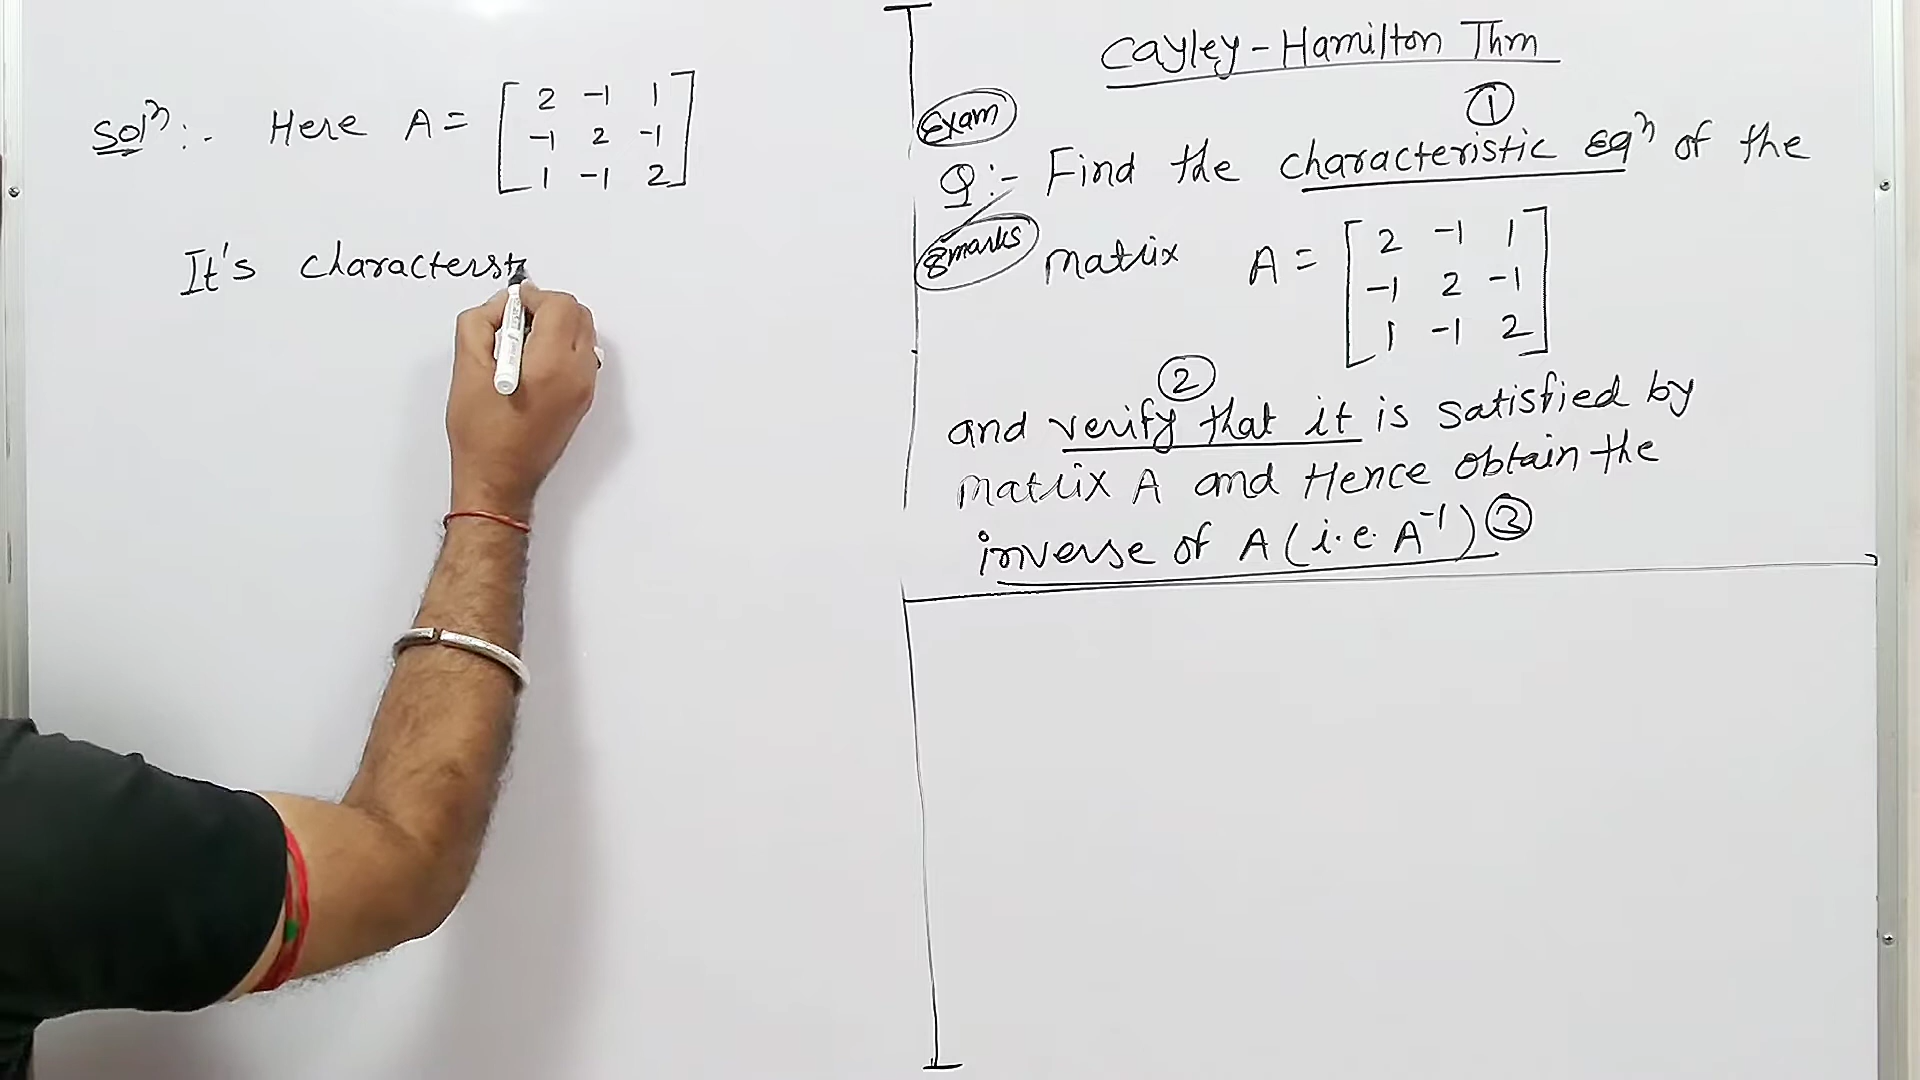 Solⁿ :- Here A = [ 2 -1 1
-1 2 -1
1 -1 2 ]
It's characterst
Cayley-Hamilton Thm
Exam
①
Q:- Find the characteristic eqⁿ of the
8marks
matrix A = [ 2 -1 1
-1 2 -1
1 -1 2 ]
②
and verify that it is satisfied by
matrix A and Hence obtain the
inverse of A (i.e. A⁻¹) ③